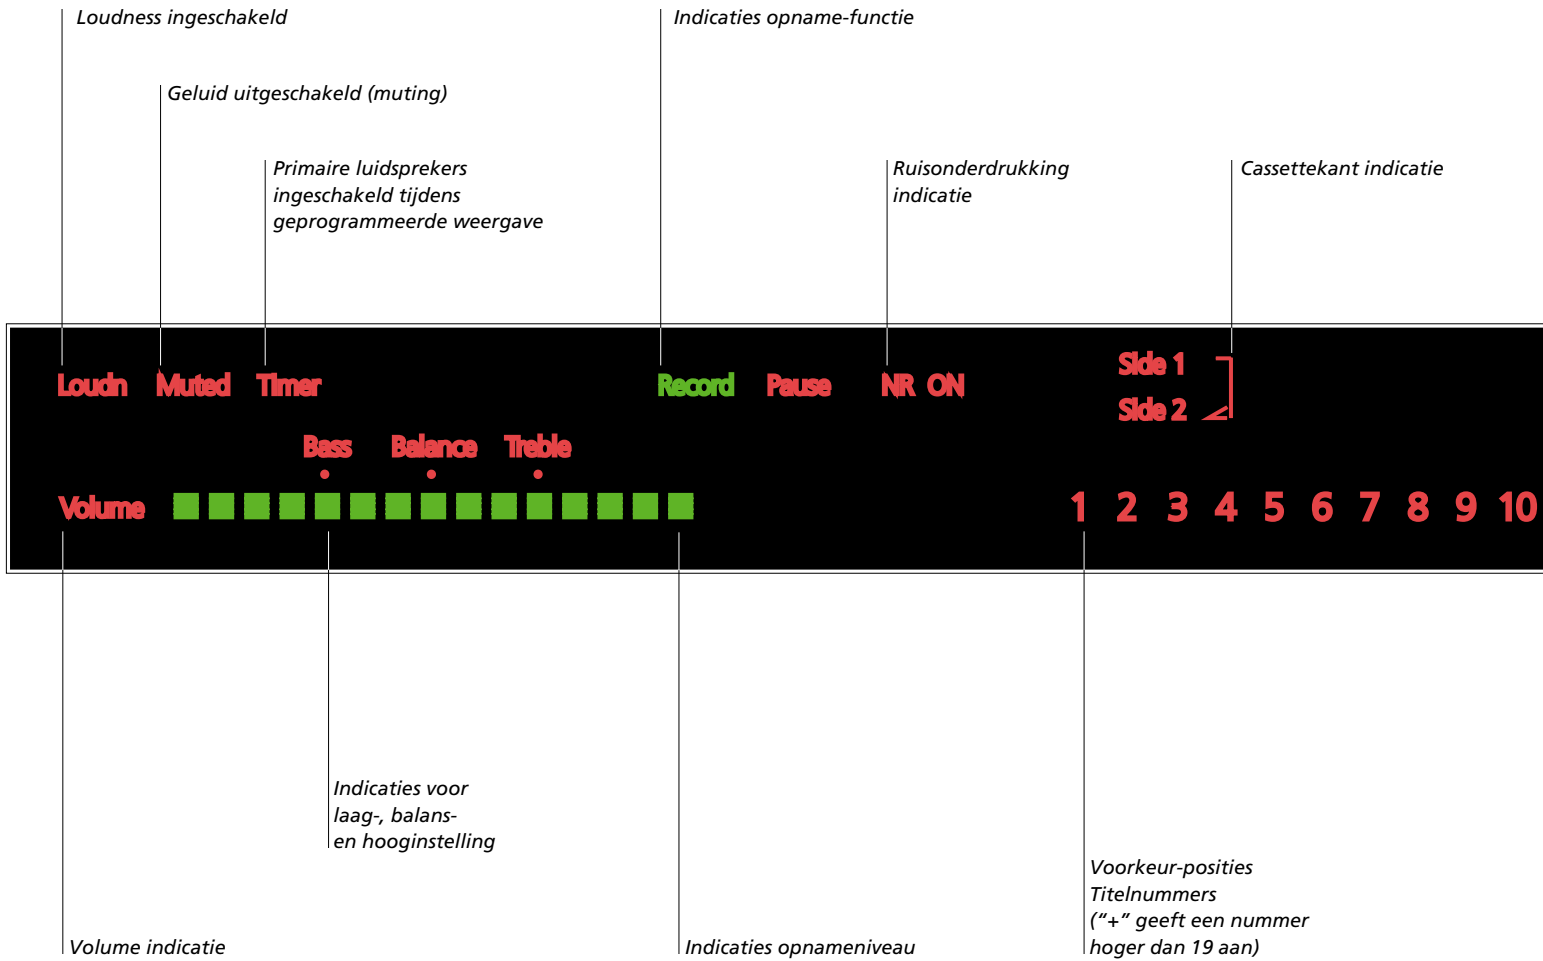 Loudness ingeschakeld
Indicaties opname-functie
Geluid uitgeschakeld (muting)
Primaire luidsprekers
ingeschakeld tijdens
geprogrammeerde weergave
Ruisonderdrukking
indicatie
Cassettekant indicatie
Loudn Muted Timer
Record Pause NR ON
Side 1
Side 2
Bass Balance Treble
Volume
1 2 3 4 5 6 7 8 9 10
Indicaties voor
laag-, balans-
en hooginstelling
Voorkeur-posities
Titelnummers
(“+” geeft een nummer
hoger dan 19 aan)
Volume indicatie
Indicaties opnameniveau